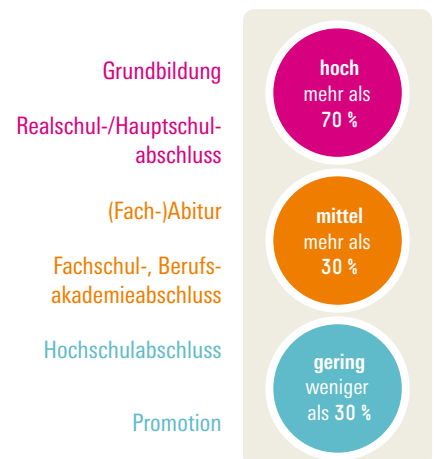 Grundbildung
Realschul-/Hauptschul-
abschluss
hoch
mehr als
70 %
(Fach-)Abitur
Fachschul-, Berufs-
akademieabschluss
mittel
mehr als
30 %
Hochschulabschluss
Promotion
gering
weniger
als 30 %